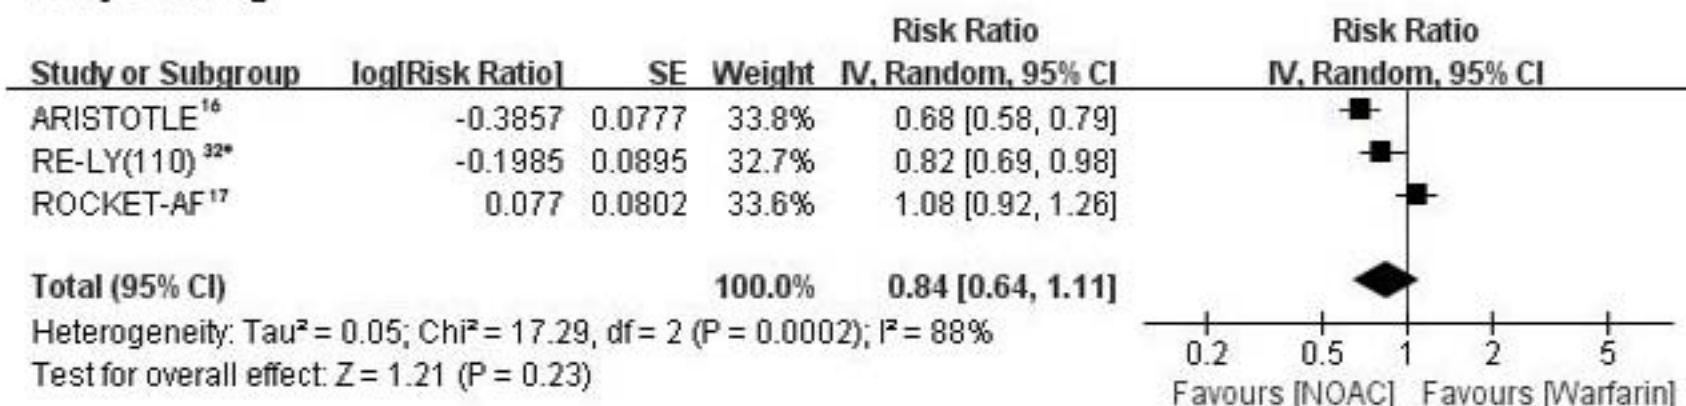 Risk Ratio Risk Ratio
Study or Subgroup log[Risk Ratio] SE Weight IV, Random, 95% CI IV, Random, 95% CI
ARISTOTLE¹⁶ -0.3857 0.0777 33.8% 0.68 [0.58, 0.79]
RE-LY(110) ³²* -0.1985 0.0895 32.7% 0.82 [0.69, 0.98]
ROCKET-AF¹⁷ 0.077 0.0802 33.6% 1.08 [0.92, 1.26]
Total (95% CI) 100.0% 0.84 [0.64, 1.11]
Heterogeneity: Tau² = 0.05; Chi² = 17.29, df = 2 (P = 0.0002); I² = 88%
Test for overall effect: Z = 1.21 (P = 0.23)
0.2 0.5 1 2 5
Favours [NOAC] Favours [Warfarin]